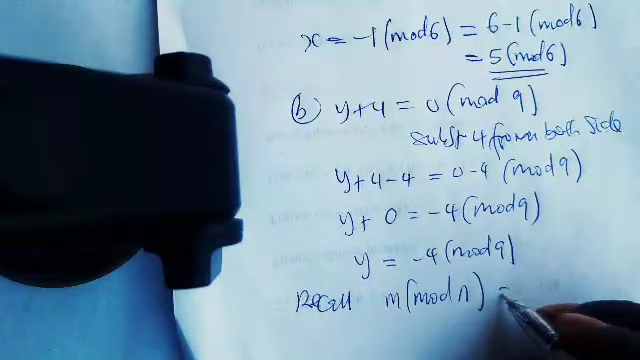 x = -1 (mod 6) = 6-1 (mod 6)
= 5 (mod 6)
(b) y+4 = 0 (mod 9)
subst 4 from both side
y+4-4 = 0-4 (mod 9)
y+ 0 = -4 (mod 9)
y = -4 (mod 9)
Recall m (mod n) =